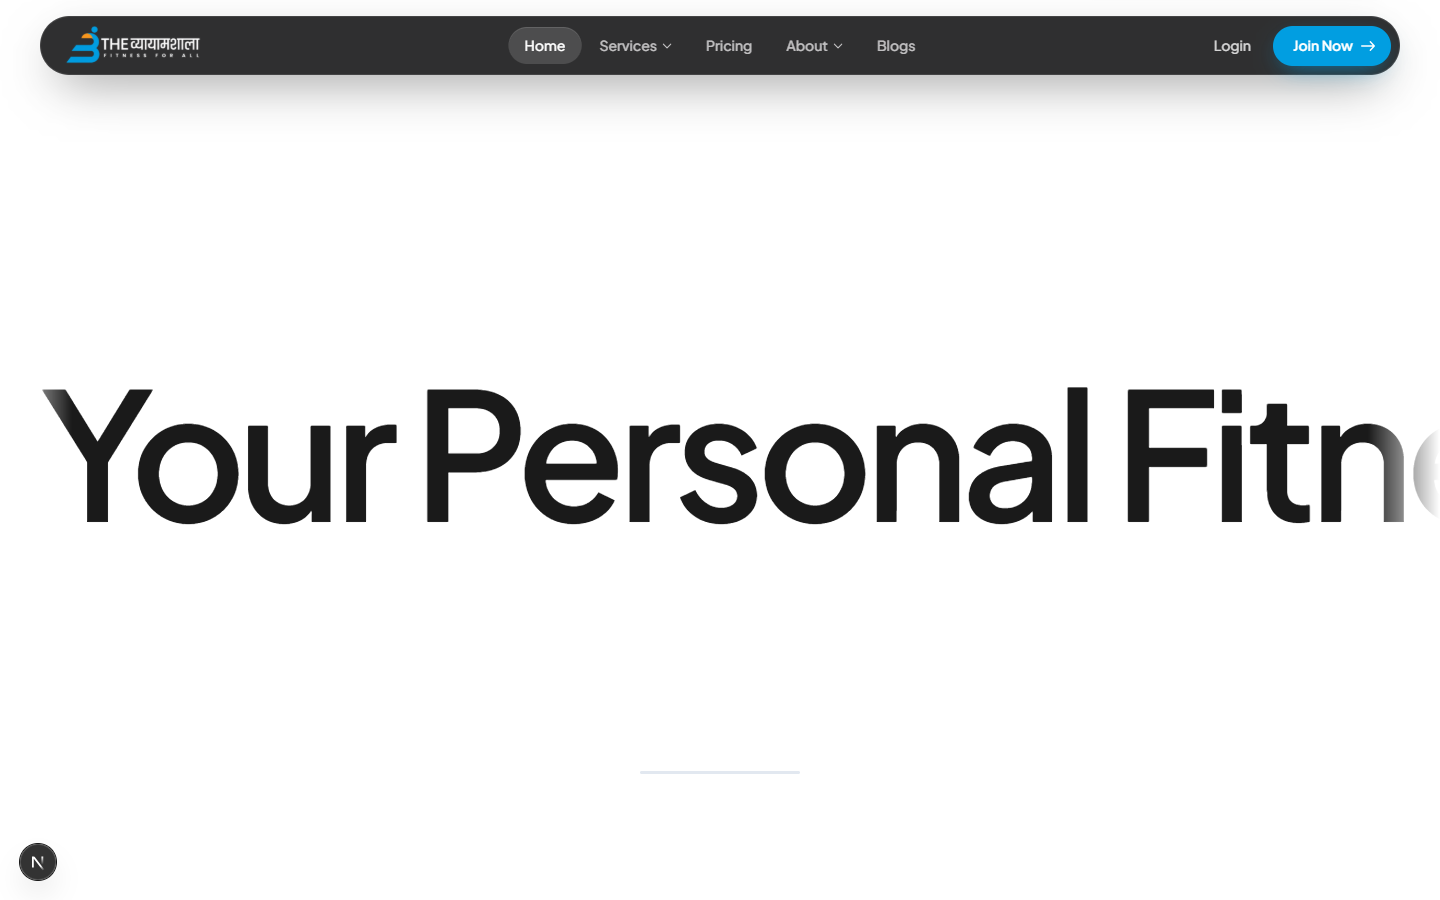 THE व्यायामशाला
FITNESS FOR ALL
Home
Services
Pricing
About
Blogs
Login
Join Now
Your Personal Fitn
N